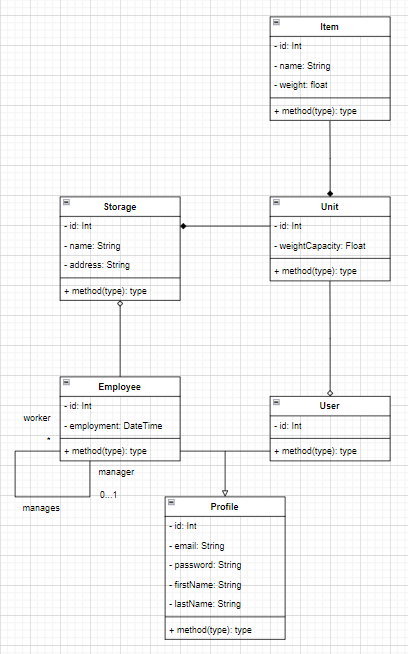 Item
- id: Int
- name: String
- weight: float
+ method(type): type
Storage
- id: Int
- name: String
- address: String
+ method(type): type
Unit
- id: Int
- weightCapacity: Float
+ method(type): type
Employee
- id: Int
- employment: DateTime
+ method(type): type
User
- id: Int
+ method(type): type
worker
*
manager
0...1
manages
Profile
- id: Int
- email: String
- password: String
- firstName: String
- lastName: String
+ method(type): type